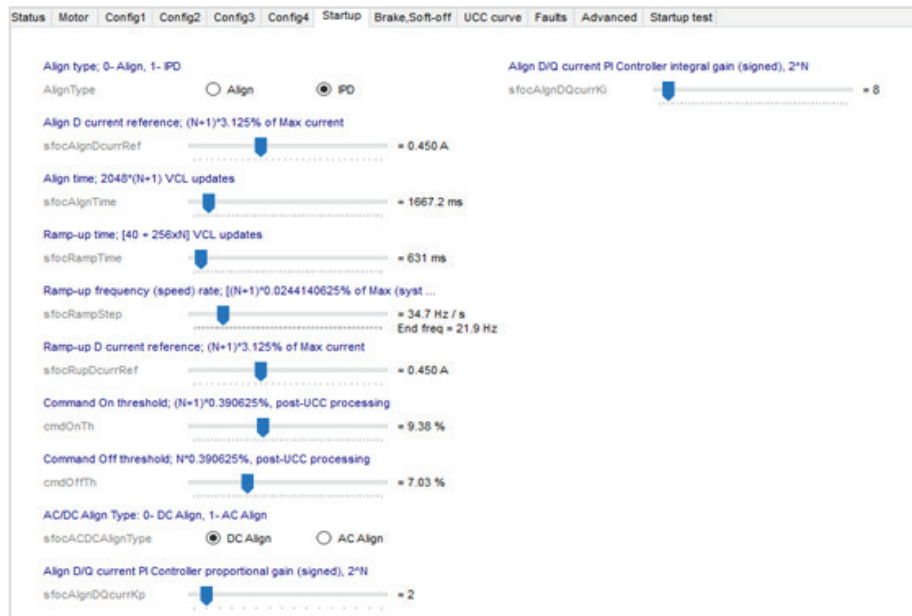 Status Motor Config1 Config2 Config3 Config4 Startup Brake,Soft-off UCC curve Faults Advanced Startup test
Align type; 0- Align, 1- IPD
AlignType Align IPD
Align D current reference; (N+1)*3.125% of Max current
sfocAlgnDcurrRef = 0.450 A
Align time; 2048*(N+1) VCL updates
sfocAlgnTime = 1667.2 ms
Ramp-up time; [40 + 256xN] VCL updates
sfocRampTime = 631 ms
Ramp-up frequency (speed) rate; [(N+1)*0.0244140625% of Max (syst ...
sfocRampStep = 34.7 Hz / s
End freq = 21.9 Hz
Ramp-up D current reference; (N+1)*3.125% of Max current
sfocRupDcurrRef = 0.450 A
Command On threshold; (N+1)*0.390625%, post-UCC processing
cmdOnTh = 9.38 %
Command Off threshold; N*0.390625%, post-UCC processing
cmdOffTh = 7.03 %
AC/DC Align Type: 0- DC Align, 1- AC Align
sfocACDCAlignType DC Align AC Align
Align D/Q current PI Controller proportional gain (signed), 2^N
sfocAlgnDQcurrKp = 2
Align D/Q current PI Controller integral gain (signed), 2^N
sfocAlgnDQcurrKi = 8